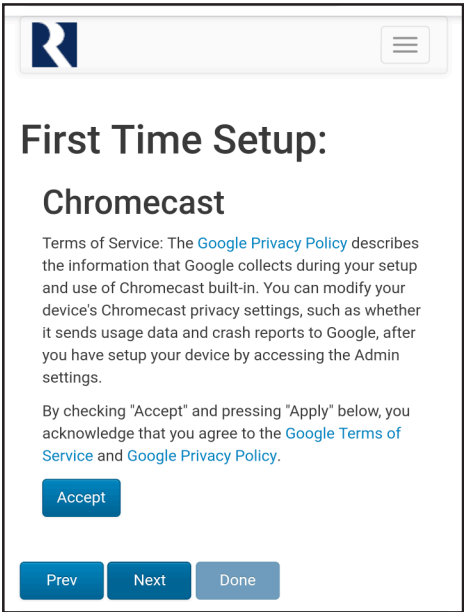 First Time Setup:
Chromecast
Terms of Service: The Google Privacy Policy describes
the information that Google collects during your setup
and use of Chromecast built-in. You can modify your
device's Chromecast privacy settings, such as whether
it sends usage data and crash reports to Google, after
you have setup your device by accessing the Admin
settings.
By checking "Accept" and pressing "Apply" below, you
acknowledge that you agree to the Google Terms of
Service and Google Privacy Policy.
Accept
Prev Next Done